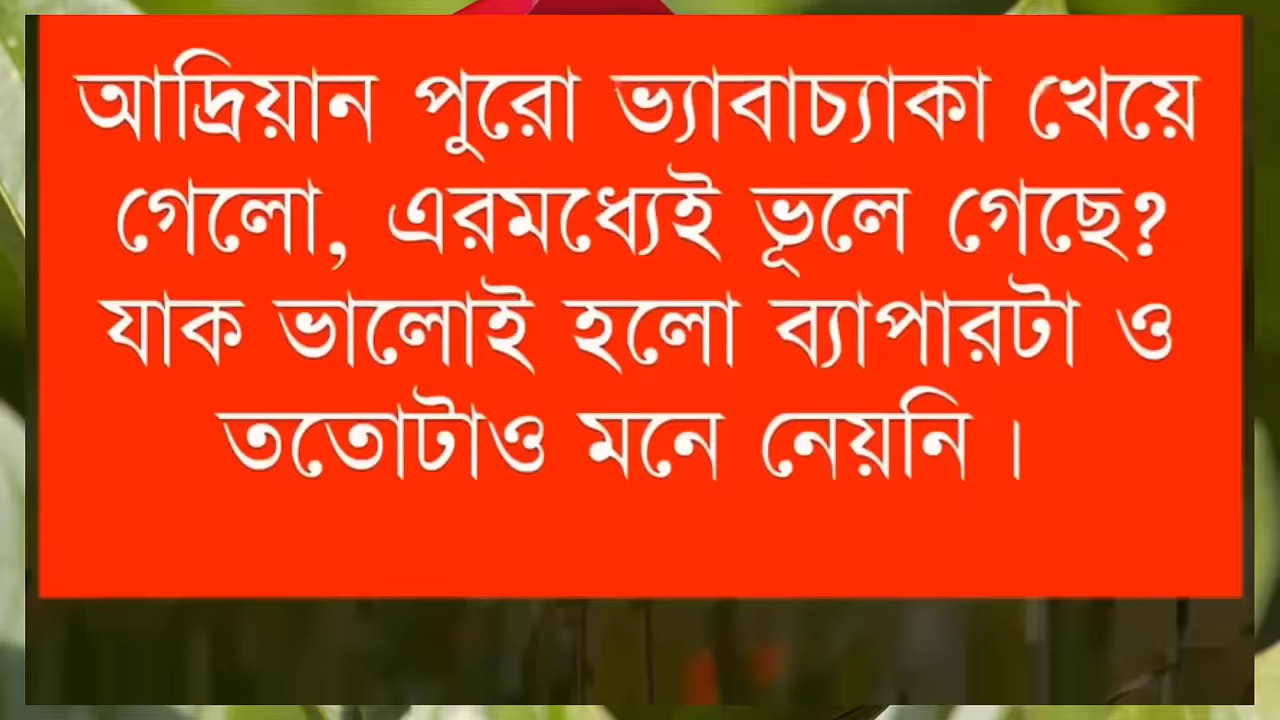 আদ্রিয়ান পুরো ভ্যাবাচ্যাকা খেয়ে
গেলো, এরমধ্যেই ভূলে গেছে?
যাক ভালোই হলো ব্যাপারটা ও
ততোটাও মনে নেয়নি।